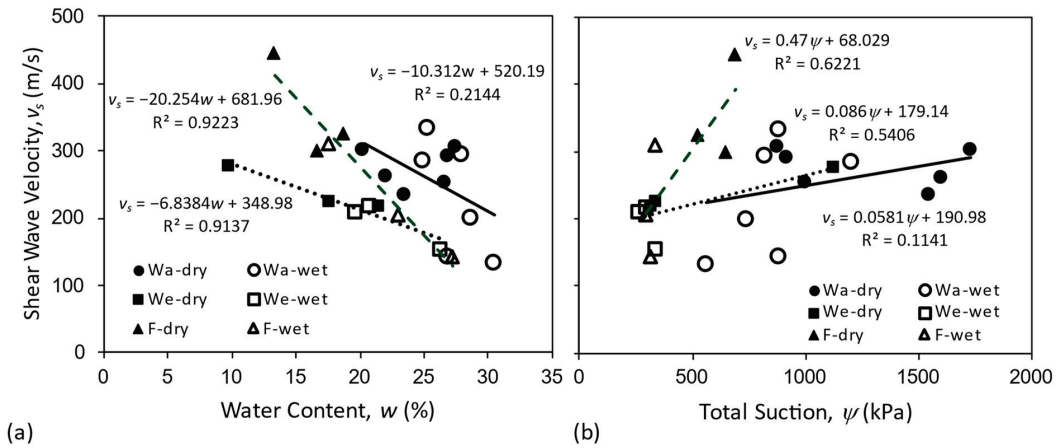 Shear Wave Velocity, vₛ (m/s)
500
400
300
200
100
0
vₛ = −10.312w + 520.19
R² = 0.2144
vₛ = −20.254w + 681.96
R² = 0.9223
vₛ = −6.8384w + 348.98
R² = 0.9137
Wa-dry Wa-wet
We-dry We-wet
F-dry F-wet
0 5 10 15 20 25 30 35
Water Content, w (%)
(a)
vₛ = 0.47ψ + 68.029
R² = 0.6221
vₛ = 0.086ψ + 179.14
R² = 0.5406
vₛ = 0.0581ψ + 190.98
R² = 0.1141
Wa-dry Wa-wet
We-dry We-wet
F-dry F-wet
0 500 1000 1500 2000
Total Suction, ψ (kPa)
(b)